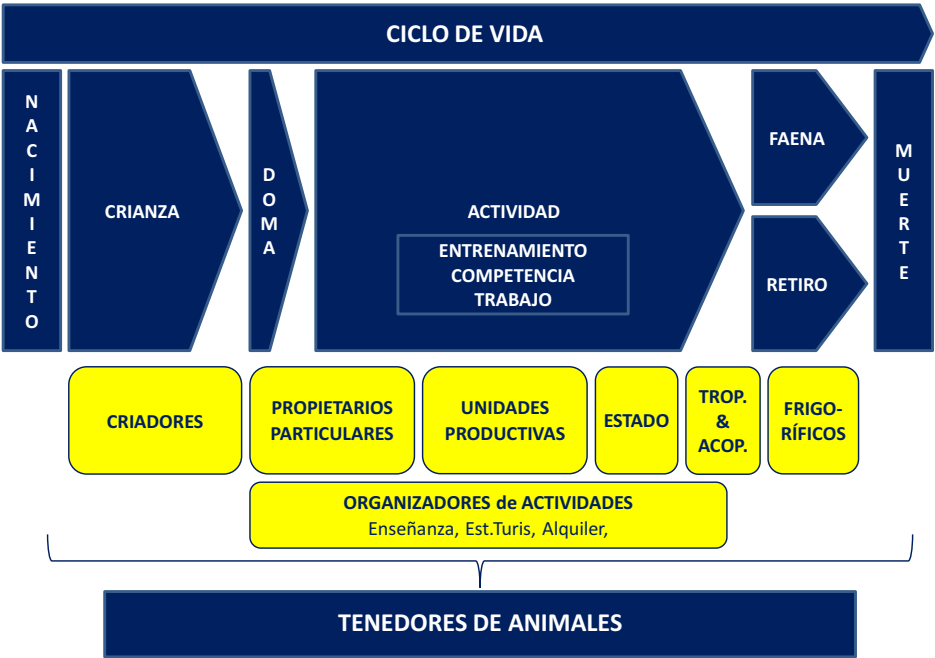 CICLO DE VIDA
NACIMIENTO
CRIANZA
DOMA
ACTIVIDAD
ENTRENAMIENTO
COMPETENCIA
TRABAJO
FAENA
RETIRO
MUERTE
CRIADORES
PROPIETARIOS
PARTICULARES
UNIDADES
PRODUCTIVAS
ESTADO
TROP.
&
ACOP.
FRIGO-
RÍFICOS
ORGANIZADORES de ACTIVIDADES
Enseñanza, Est.Turis, Alquiler,
TENEDORES DE ANIMALES